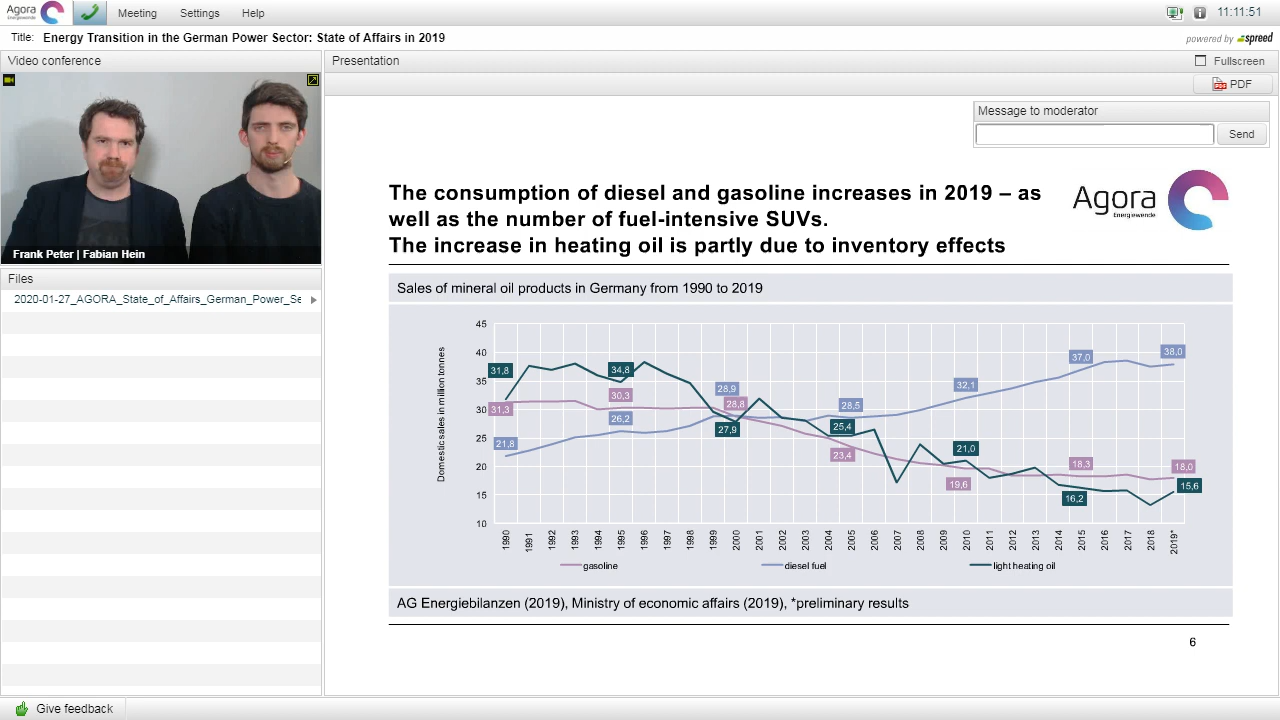 Agora
Energiewende
Meeting
Settings
Help
11:11:51
Title: Energy Transition in the German Power Sector: State of Affairs in 2019
powered by spreed
Video conference
Presentation
Fullscreen
PDF
Message to moderator
Send
Frank Peter | Fabian Hein
Files
2020-01-27_AGORA_State_of_Affairs_German_Power_Se
The consumption of diesel and gasoline increases in 2019 – as
well as the number of fuel-intensive SUVs.
The increase in heating oil is partly due to inventory effects
Agora
Energiewende
Sales of mineral oil products in Germany from 1990 to 2019
Domestic sales in million tonnes
45
40
35
30
25
20
15
10
31,8
34,8
27,9
25,4
21,0
16,2
15,6
31,3
30,3
28,8
23,4
19,6
18,3
18,0
21,8
26,2
28,9
28,5
32,1
37,0
38,0
1990 1991 1992 1993 1994 1995 1996 1997 1998 1999 2000 2001 2002 2003 2004 2005 2006 2007 2008 2009 2010 2011 2012 2013 2014 2015 2016 2017 2018 2019*
gasoline
diesel fuel
light heating oil
AG Energiebilanzen (2019), Ministry of economic affairs (2019), *preliminary results
6
Give feedback